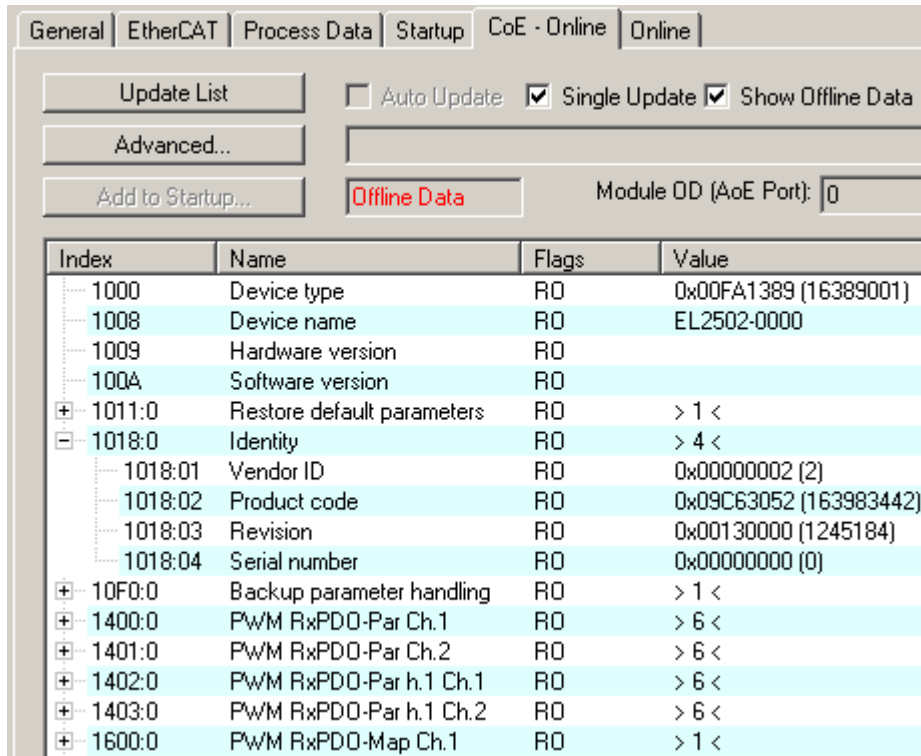 General EtherCAT Process Data Startup CoE - Online Online
Update List Auto Update Single Update Show Offline Data
Advanced...
Add to Startup... Offline Data Module OD (AoE Port): 0
Index Name Flags Value
1000 Device type RO 0x00FA1389 (16389001)
1008 Device name RO EL2502-0000
1009 Hardware version RO
100A Software version RO
1011:0 Restore default parameters RO > 1 <
1018:0 Identity RO > 4 <
1018:01 Vendor ID RO 0x00000002 (2)
1018:02 Product code RO 0x09C63052 (163983442)
1018:03 Revision RO 0x00130000 (1245184)
1018:04 Serial number RO 0x00000000 (0)
10F0:0 Backup parameter handling RO > 1 <
1400:0 PWM RxPDO-Par Ch.1 RO > 6 <
1401:0 PWM RxPDO-Par Ch.2 RO > 6 <
1402:0 PWM RxPDO-Par h.1 Ch.1 RO > 6 <
1403:0 PWM RxPDO-Par h.1 Ch.2 RO > 6 <
1600:0 PWM RxPDO-Map Ch.1 RO > 1 <